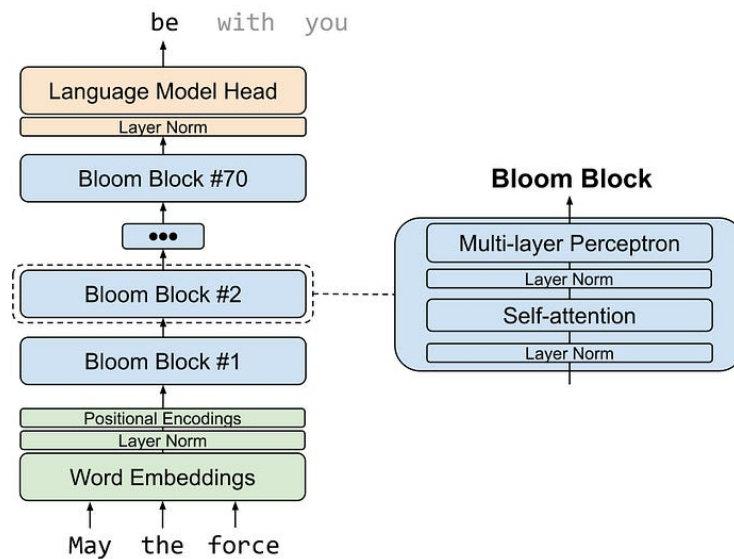 be with you
Language Model Head
Layer Norm
Bloom Block #70
•••
Bloom Block #2
Bloom Block #1
Positional Encodings
Layer Norm
Word Embeddings
May the force
Bloom Block
Multi-layer Perceptron
Layer Norm
Self-attention
Layer Norm